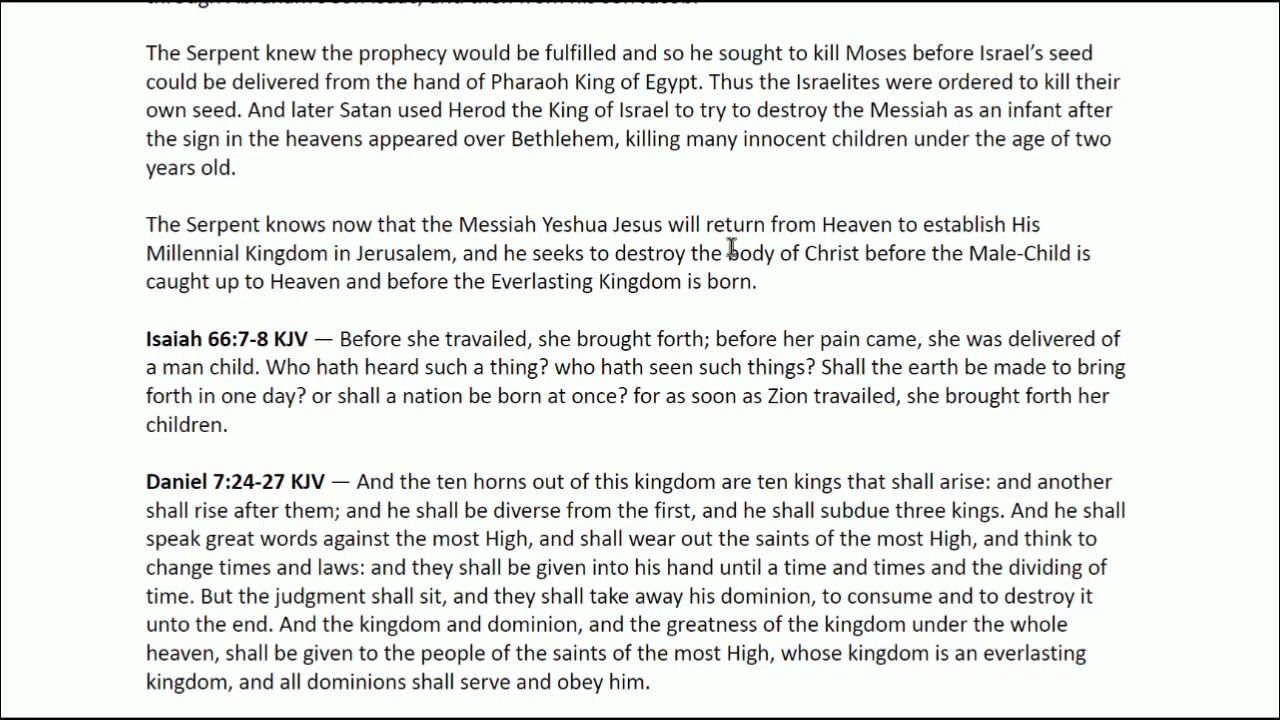 through Abraham's son Isaac, and then from his son Jacob.
The Serpent knew the prophecy would be fulfilled and so he sought to kill Moses before Israel’s seed
could be delivered from the hand of Pharaoh King of Egypt. Thus the Israelites were ordered to kill their
own seed. And later Satan used Herod the King of Israel to try to destroy the Messiah as an infant after
the sign in the heavens appeared over Bethlehem, killing many innocent children under the age of two
years old.
The Serpent knows now that the Messiah Yeshua Jesus will return from Heaven to establish His
Millennial Kingdom in Jerusalem, and he seeks to destroy the body of Christ before the Male-Child is
caught up to Heaven and before the Everlasting Kingdom is born.
Isaiah 66:7-8 KJV — Before she travailed, she brought forth; before her pain came, she was delivered of
a man child. Who hath heard such a thing? who hath seen such things? Shall the earth be made to bring
forth in one day? or shall a nation be born at once? for as soon as Zion travailed, she brought forth her
children.
Daniel 7:24-27 KJV — And the ten horns out of this kingdom are ten kings that shall arise: and another
shall rise after them; and he shall be diverse from the first, and he shall subdue three kings. And he shall
speak great words against the most High, and shall wear out the saints of the most High, and think to
change times and laws: and they shall be given into his hand until a time and times and the dividing of
time. But the judgment shall sit, and they shall take away his dominion, to consume and to destroy it
unto the end. And the kingdom and dominion, and the greatness of the kingdom under the whole
heaven, shall be given to the people of the saints of the most High, whose kingdom is an everlasting
kingdom, and all dominions shall serve and obey him.